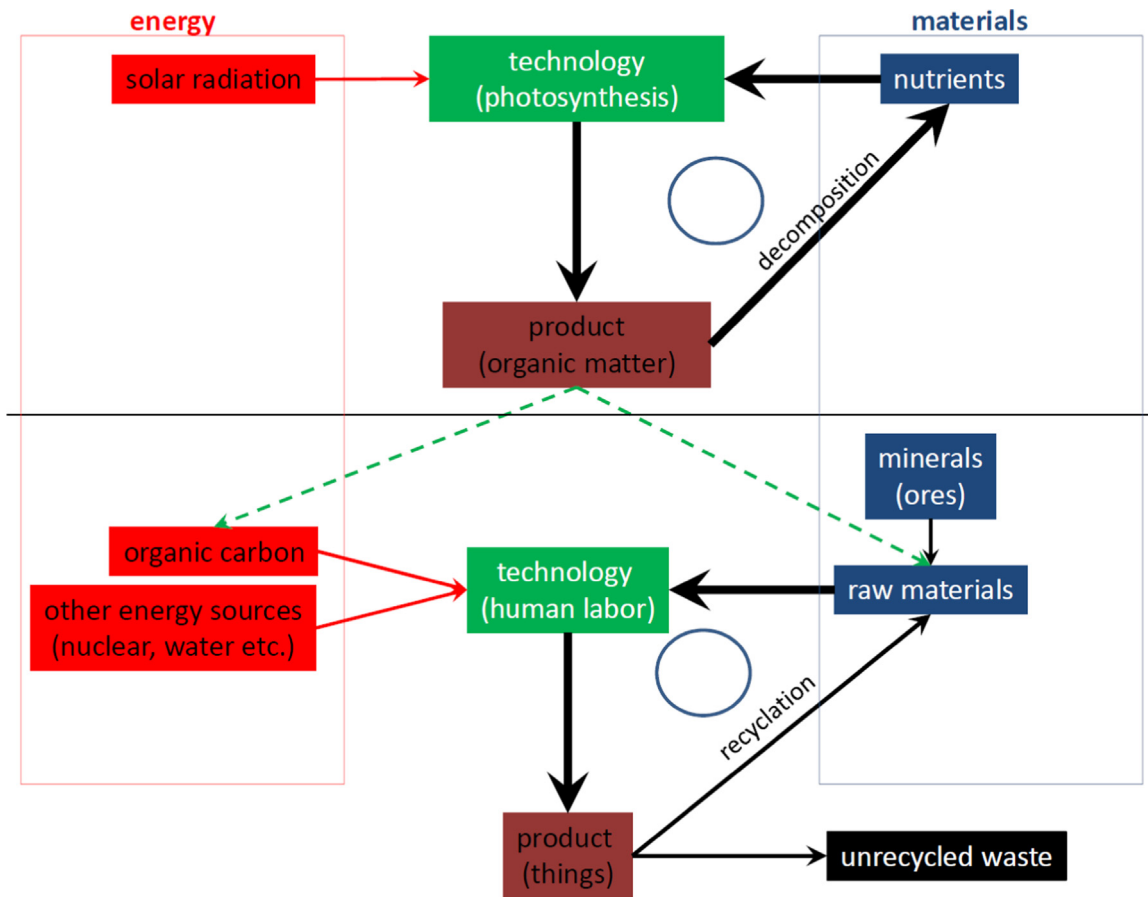 energy
materials
solar radiation
technology
(photosynthesis)
nutrients
decomposition
product
(organic matter)
minerals
(ores)
organic carbon
other energy sources
(nuclear, water etc.)
technology
(human labor)
raw materials
recyclation
product
(things)
unrecycled waste